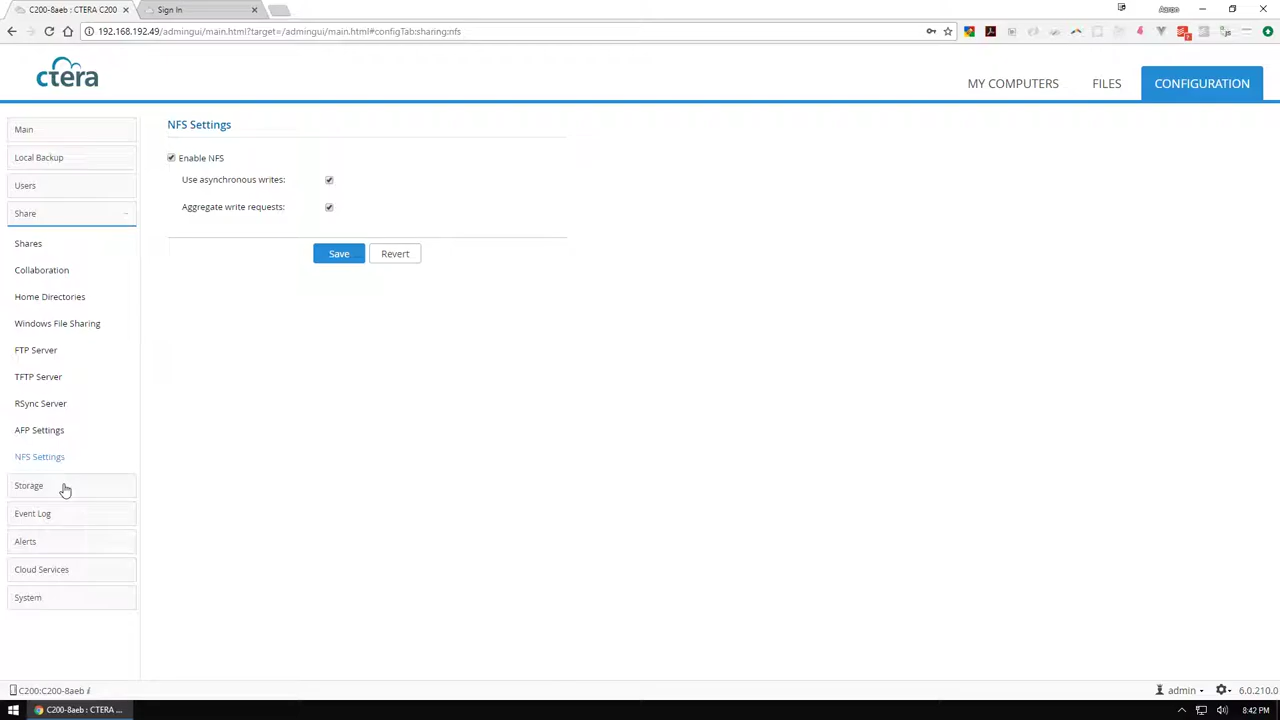 C200-8aeb : CTERA C200
Sign In
Aaron
192.168.192.49/admingui/main.html?target=/admingui/main.html#configTab:sharing:nfs
ctera
MY COMPUTERS
FILES
CONFIGURATION
Main
Local Backup
Users
Share
Shares
Collaboration
Home Directories
Windows File Sharing
FTP Server
TFTP Server
RSync Server
AFP Settings
NFS Settings
Storage
Event Log
Alerts
Cloud Services
System
NFS Settings
Enable NFS
Use asynchronous writes:
Aggregate write requests:
Save
Revert
C200:C200-8aeb i
admin
6.0.210.0
C200-8aeb : CTERA ...
8:42 PM